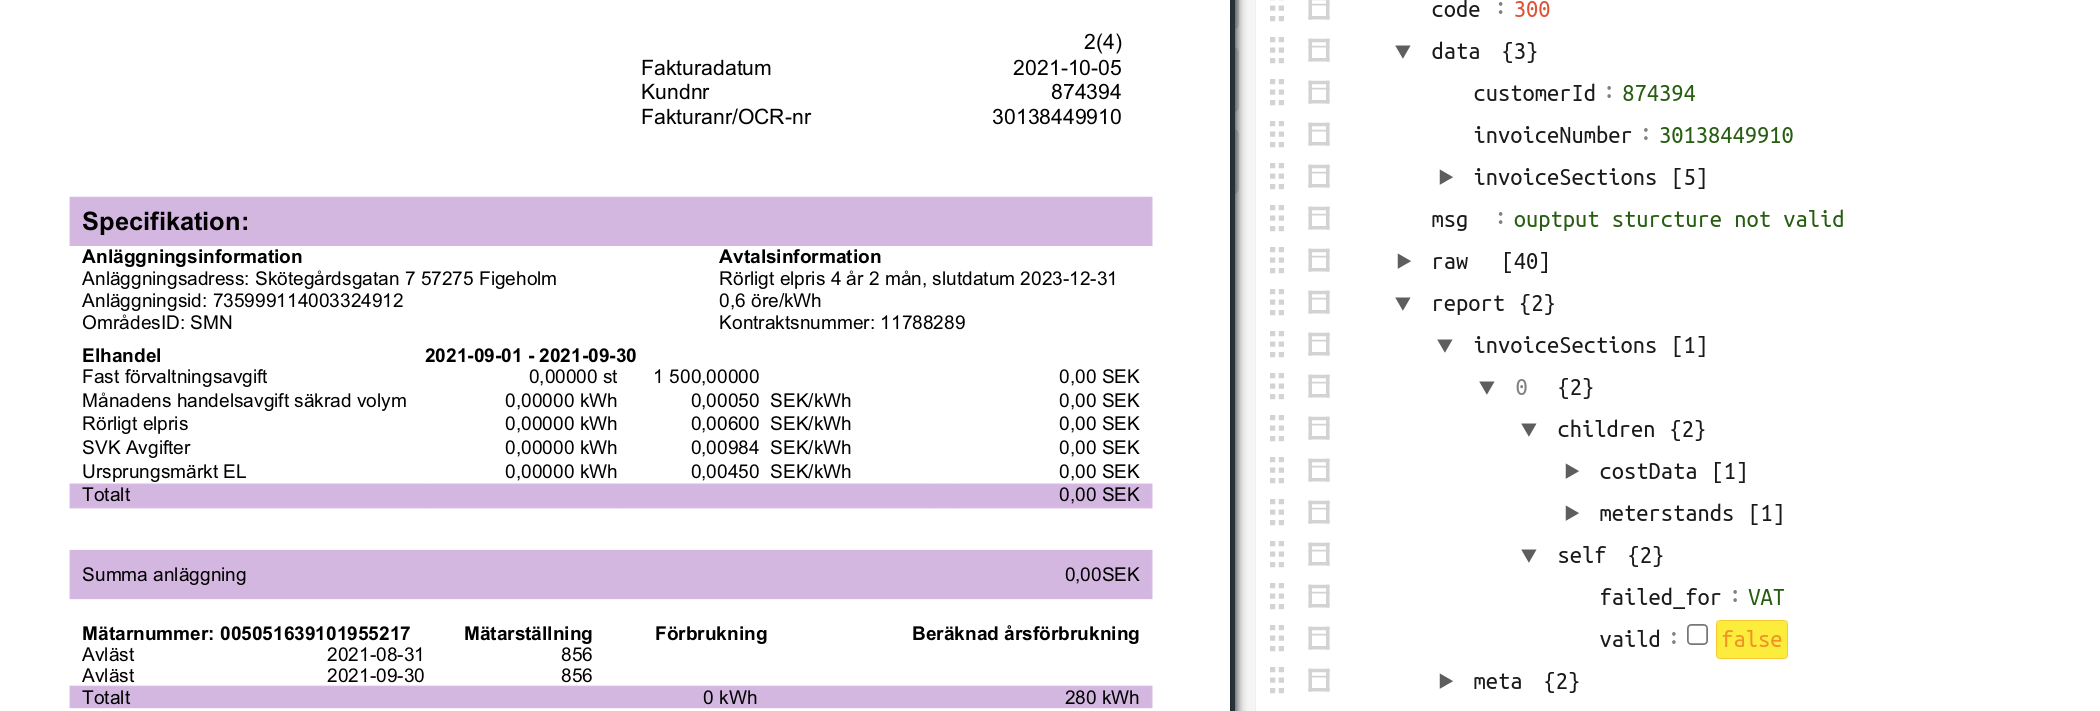 2(4)
Fakturadatum 2021-10-05
Kundnr 874394
Fakturanr/OCR-nr 30138449910
Specifikation:
Anläggningsinformation Avtalsinformation
Anläggningsadress: Skötegårdsgatan 7 57275 Figeholm Rörligt elpris 4 år 2 mån, slutdatum 2023-12-31
Anläggningsid: 735999114003324912 0,6 öre/kWh
OmrådesID: SMN Kontraktsnummer: 11788289
Elhandel 2021-09-01 - 2021-09-30
Fast förvaltningsavgift 0,00000 st 1 500,00000 0,00 SEK
Månadens handelsavgift säkrad volym 0,00000 kWh 0,00050 SEK/kWh 0,00 SEK
Rörligt elpris 0,00000 kWh 0,00600 SEK/kWh 0,00 SEK
SVK Avgifter 0,00000 kWh 0,00984 SEK/kWh 0,00 SEK
Ursprungsmärkt EL 0,00000 kWh 0,00450 SEK/kWh 0,00 SEK
Totalt 0,00 SEK
Summa anläggning 0,00SEK
Mätarnummer: 005051639101955217 Mätarställning Förbrukning Beräknad årsförbrukning
Avläst 2021-08-31 856
Avläst 2021-09-30 856
Totalt 0 kWh 280 kWh
code : 300
data {3}
customerId : 874394
invoiceNumber : 30138449910
invoiceSections [5]
msg : ouptput sturcture not valid
raw [40]
report {2}
invoiceSections [1]
0 {2}
children {2}
costData [1]
meterstands [1]
self {2}
failed_for : VAT
vaild : false
meta {2}